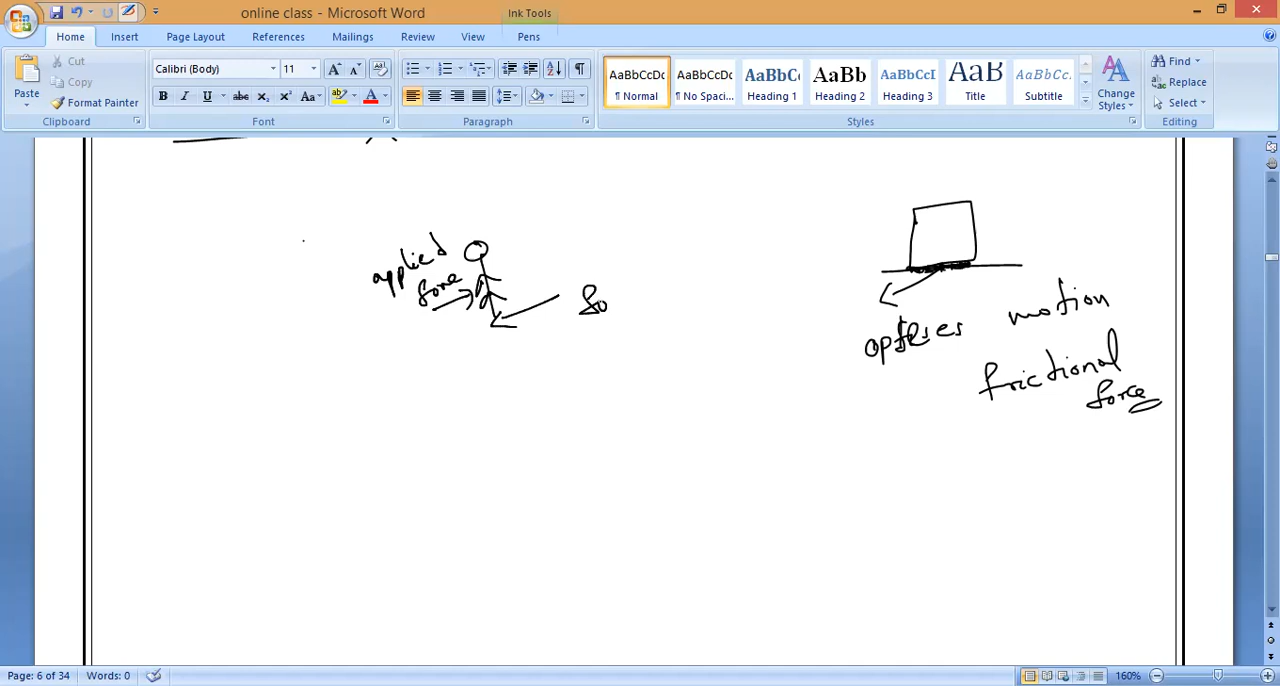 online class - Microsoft Word
Ink Tools
Home Insert Page Layout References Mailings Review View Pens
Paste
Cut
Copy
Format Painter
Clipboard
Calibri (Body) 11
Font
Paragraph
AaBbCcDc AaBbCcDc AaBbC AaBb AaBbCcI AaB AaBbCc.
¶ Normal ¶ No Spaci... Heading 1 Heading 2 Heading 3 Title Subtitle
Change Styles
Styles
Find
Replace
Select
Editing
applied
force
opposes motion
frictional
force
Page: 6 of 34 Words: 0 160%